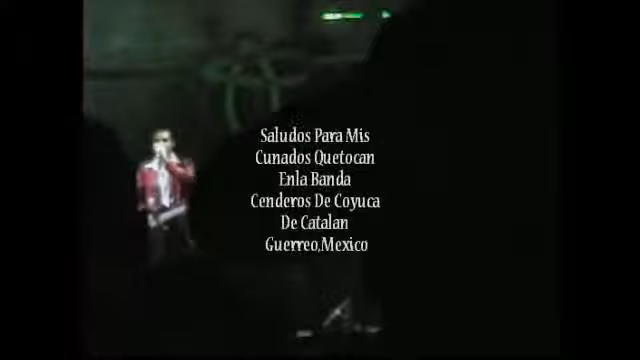 Saludos Para Mis
Cunados Quetocan
Enla Banda
Cenderos De Coyuca
De Catalan
Guerreo,Mexico